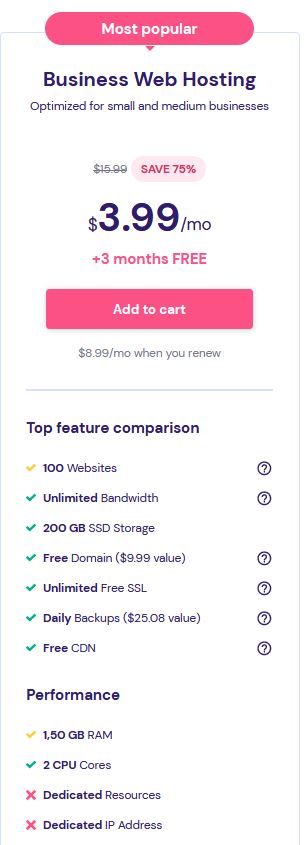 Most popular
Business Web Hosting
Optimized for small and medium businesses
$15.99 SAVE 75%
$3.99/mo
+3 months FREE
Add to cart
$8.99/mo when you renew
Top feature comparison
100 Websites
Unlimited Bandwidth
200 GB SSD Storage
Free Domain ($9.99 value)
Unlimited Free SSL
Daily Backups ($25.08 value)
Free CDN
Performance
1,50 GB RAM
2 CPU Cores
Dedicated Resources
Dedicated IP Address